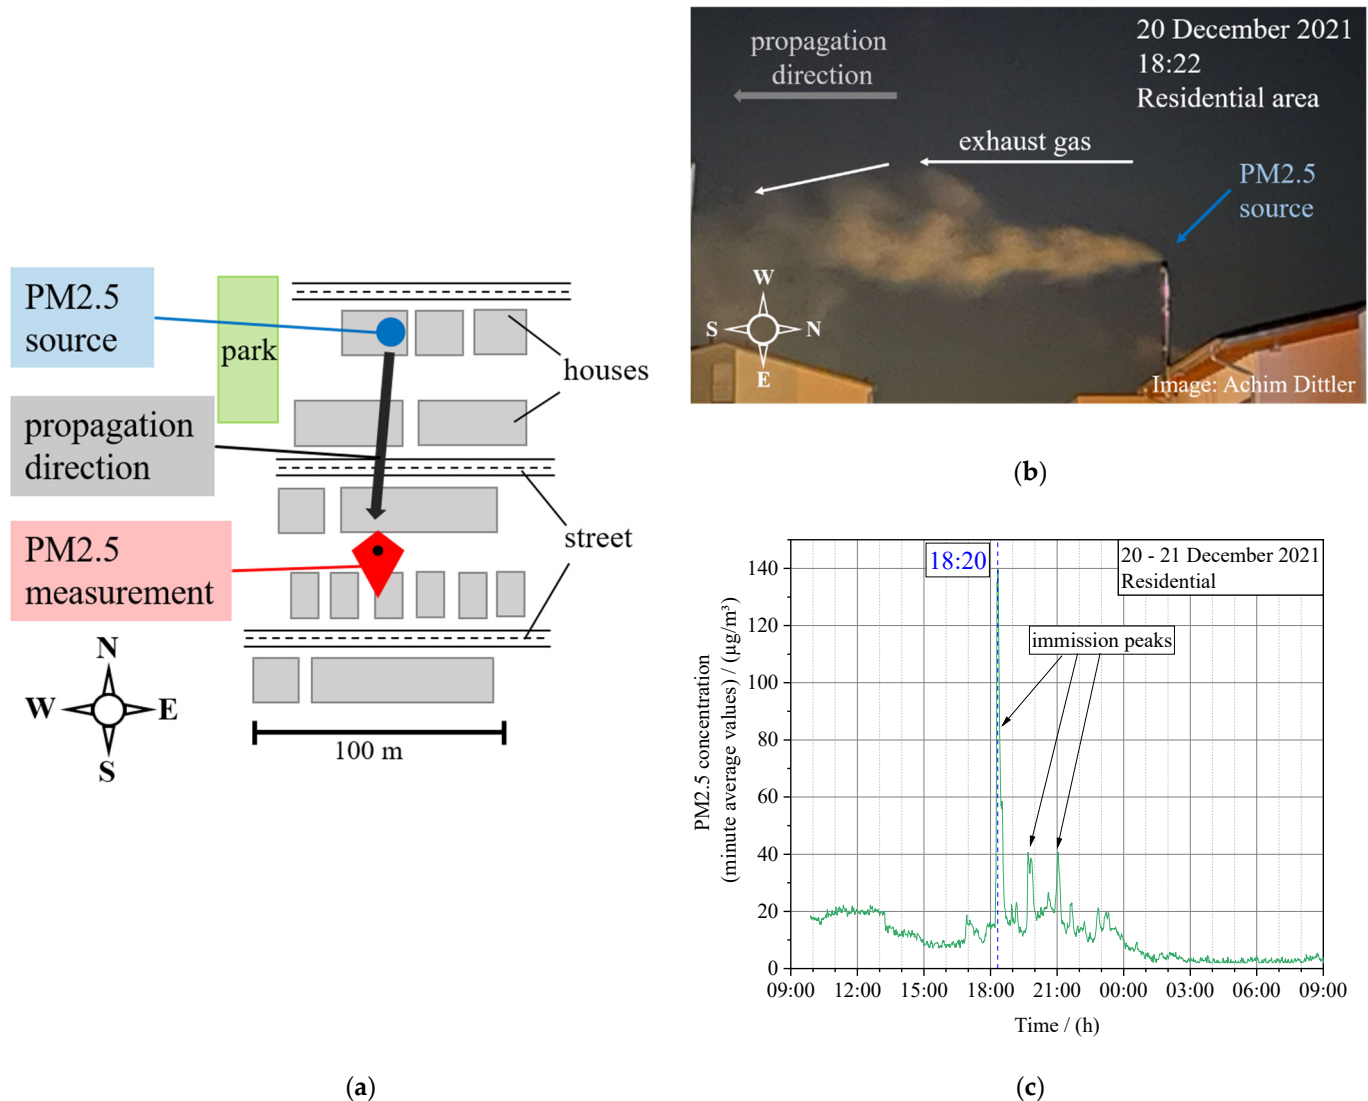 PM2.5
source
park
houses
propagation
direction
PM2.5
measurement
street
N
W
E
S
100 m
(a)
propagation
direction
20 December 2021
18:22
Residential area
exhaust gas
PM2.5
source
W
S
N
E
Image: Achim Dittler
(b)
18:20
20 - 21 December 2021
Residential
immission peaks
PM2.5 concentration
(minute average values) / (µg/m³)
140
120
100
80
60
40
20
0
09:00 12:00 15:00 18:00 21:00 00:00 03:00 06:00 09:00
Time / (h)
(c)